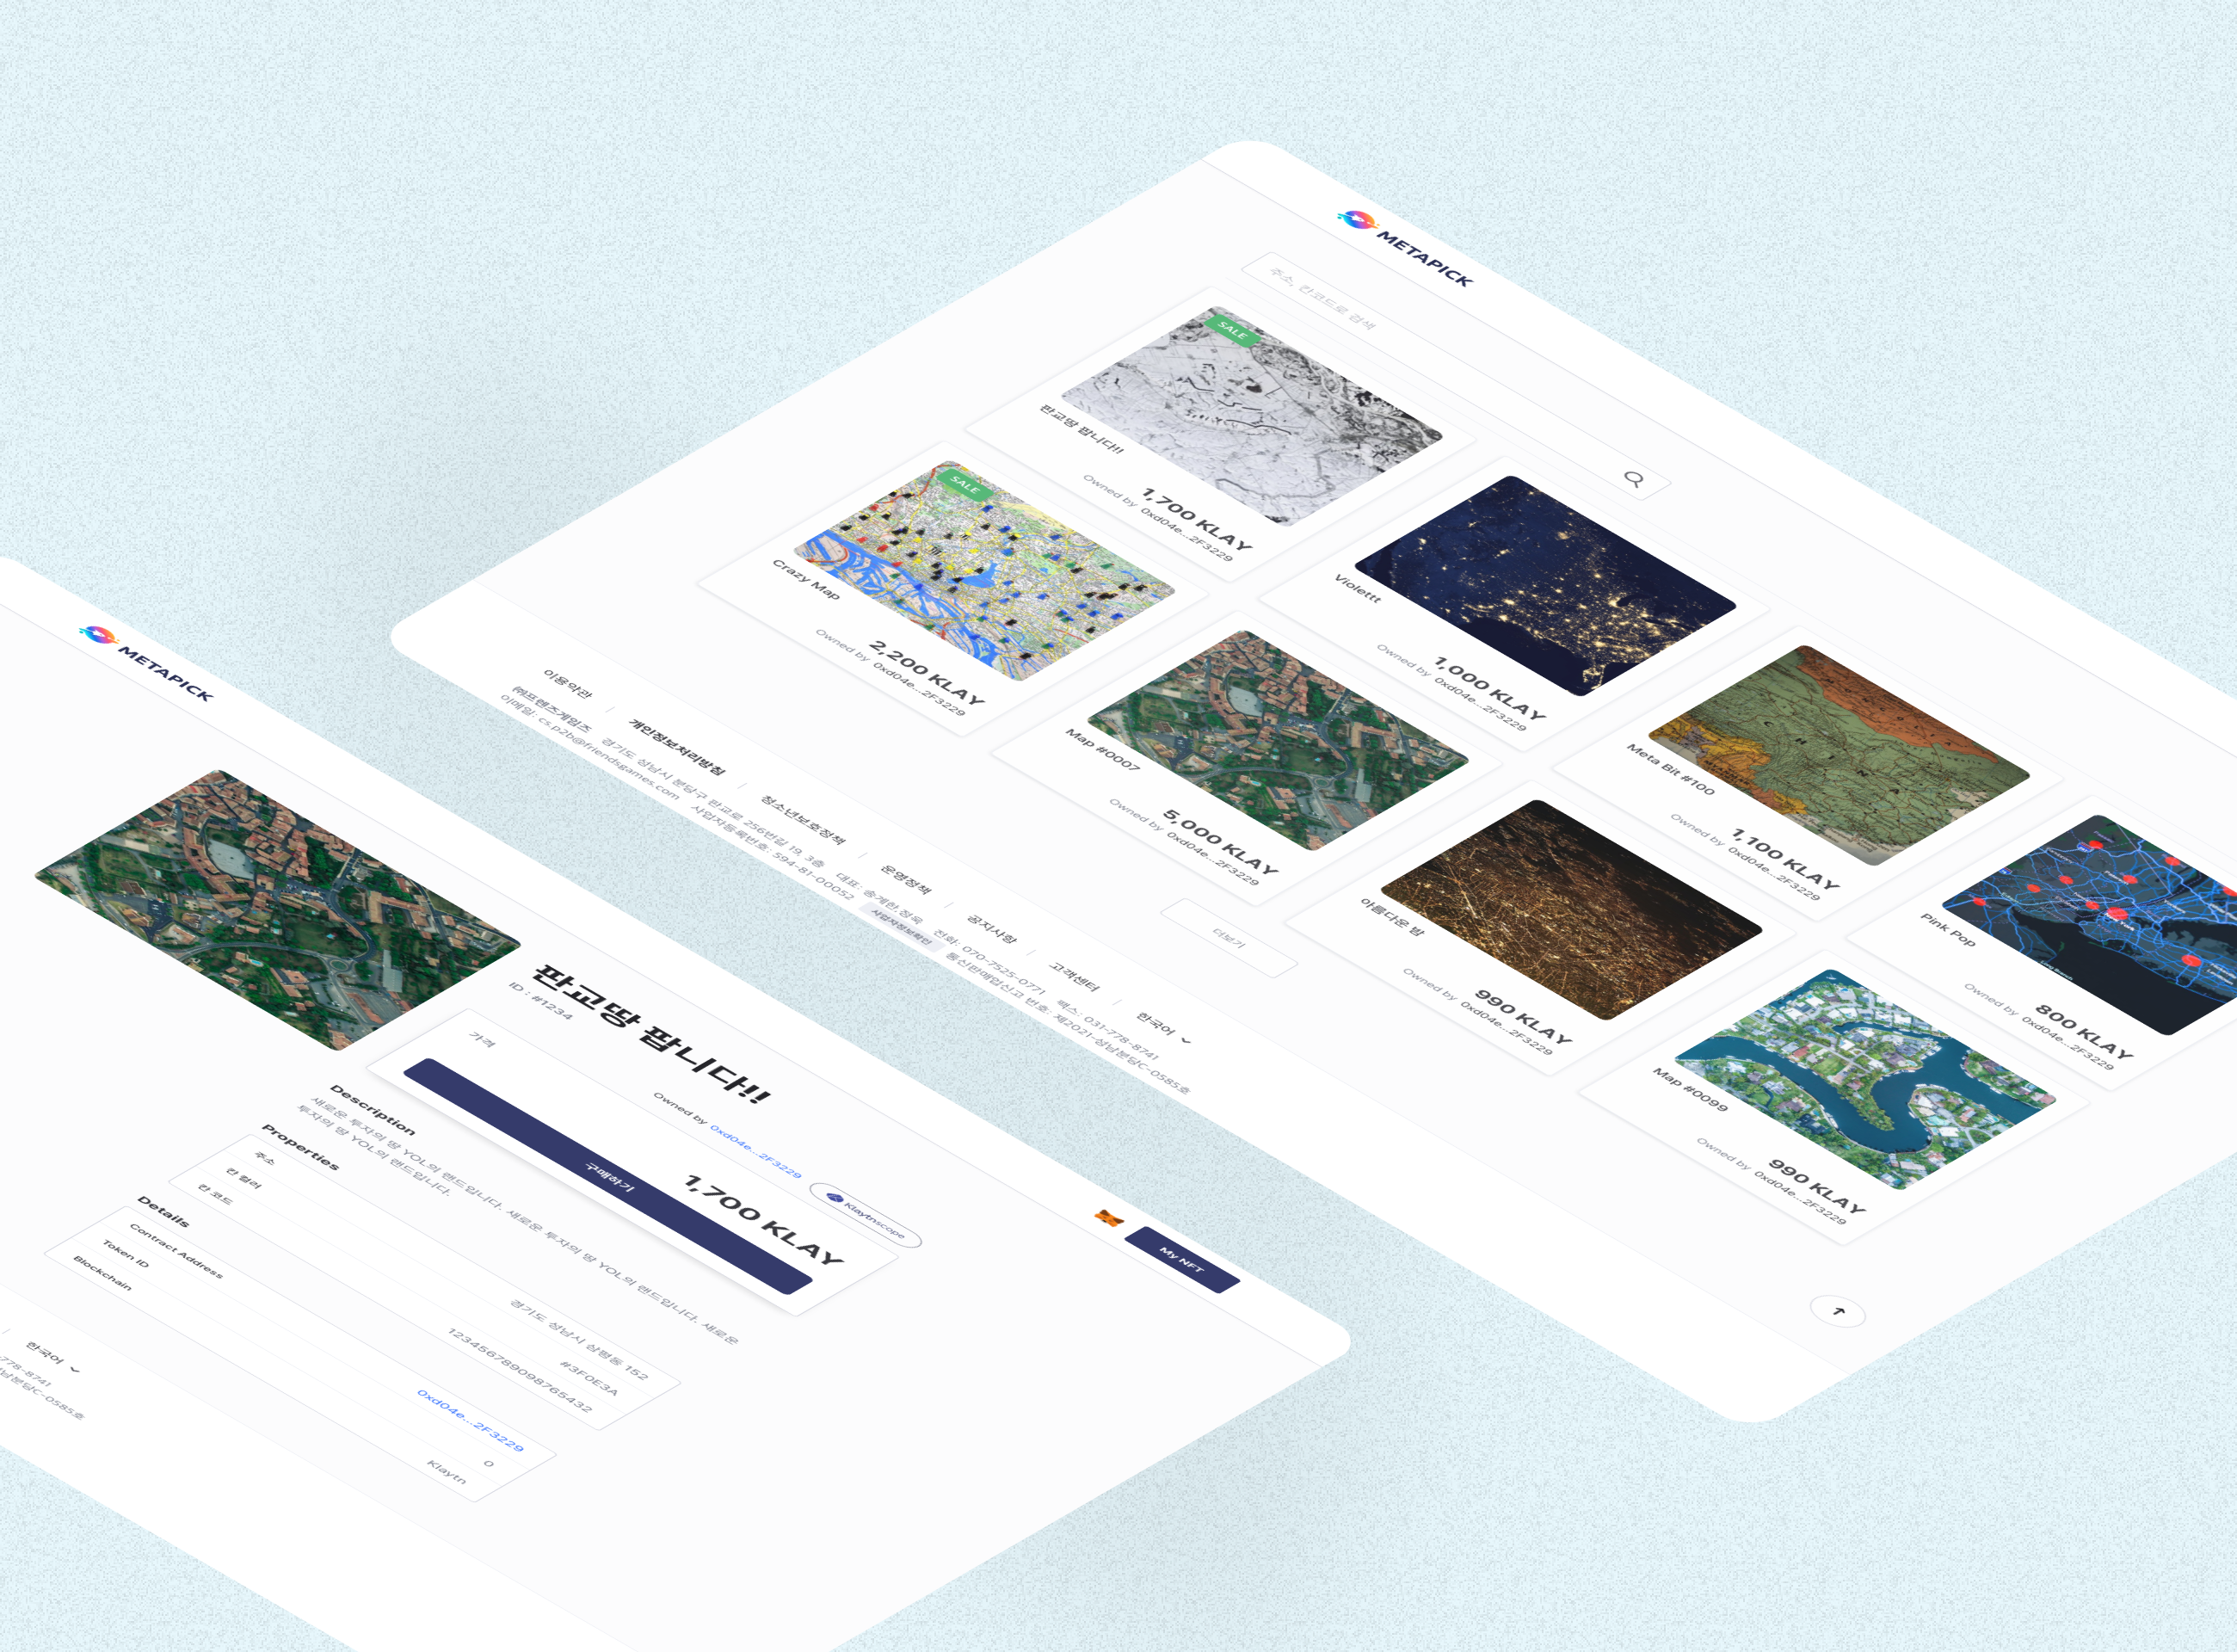 METAPICK
주소, 칸코드로 검색
SALE
판교땅 팝니다!!
1,700 KLAY
Owned by 0xd04e...2F3229
Violettt
1,000 KLAY
Owned by 0xd04e...2F3229
Meta Bit #100
1,100 KLAY
Owned by 0xd04e...2F3229
Pink Pop
800 KLAY
Owned by 0xd04e...2F3229
SALE
Crazy Map
2,200 KLAY
Owned by 0xd04e...2F3229
Map #0007
5,000 KLAY
Owned by 0xd04e...2F3229
아름다운 밤
990 KLAY
Owned by 0xd04e...2F3229
Map #0099
990 KLAY
Owned by 0xd04e...2F3229
더보기
이용약관 / 개인정보처리방침 / 청소년보호정책 / 운영정책 / 공지사항 / 고객센터 / 한국어
㈜프렌즈게임즈 경기도 성남시 분당구 판교로 256번길 19, 3층 대표: 송계한,정욱 전화: 070-7525-0771 팩스: 031-778-8741
이메일: cs.p2b@friendsgames.com 사업자등록번호: 594-81-00052 사업자정보확인 통신판매업신고 번호: 제2021-성남분당C-0585호
METAPICK
My NFT
판교땅 팝니다!!
ID : #1234
Owned by 0xd04e...2F3229
Klaytnscope
가격
1,700 KLAY
구매하기
Description
새로운 투자의 땅 YOL의 랜드입니다. 새로운 투자의 땅 YOL의 랜드입니다. 새로운
투자의 땅 YOL의 랜드입니다.
Properties
주소 경기도 성남시 삼평동 152
칸 컬러 #3F0E3A
칸 코드 123456789098765432
Details
Contract Address 0xd04e...2F3229
Token ID 0
Blockchain Klaytn
/ 한국어
-778-8741
남분당C-0585호